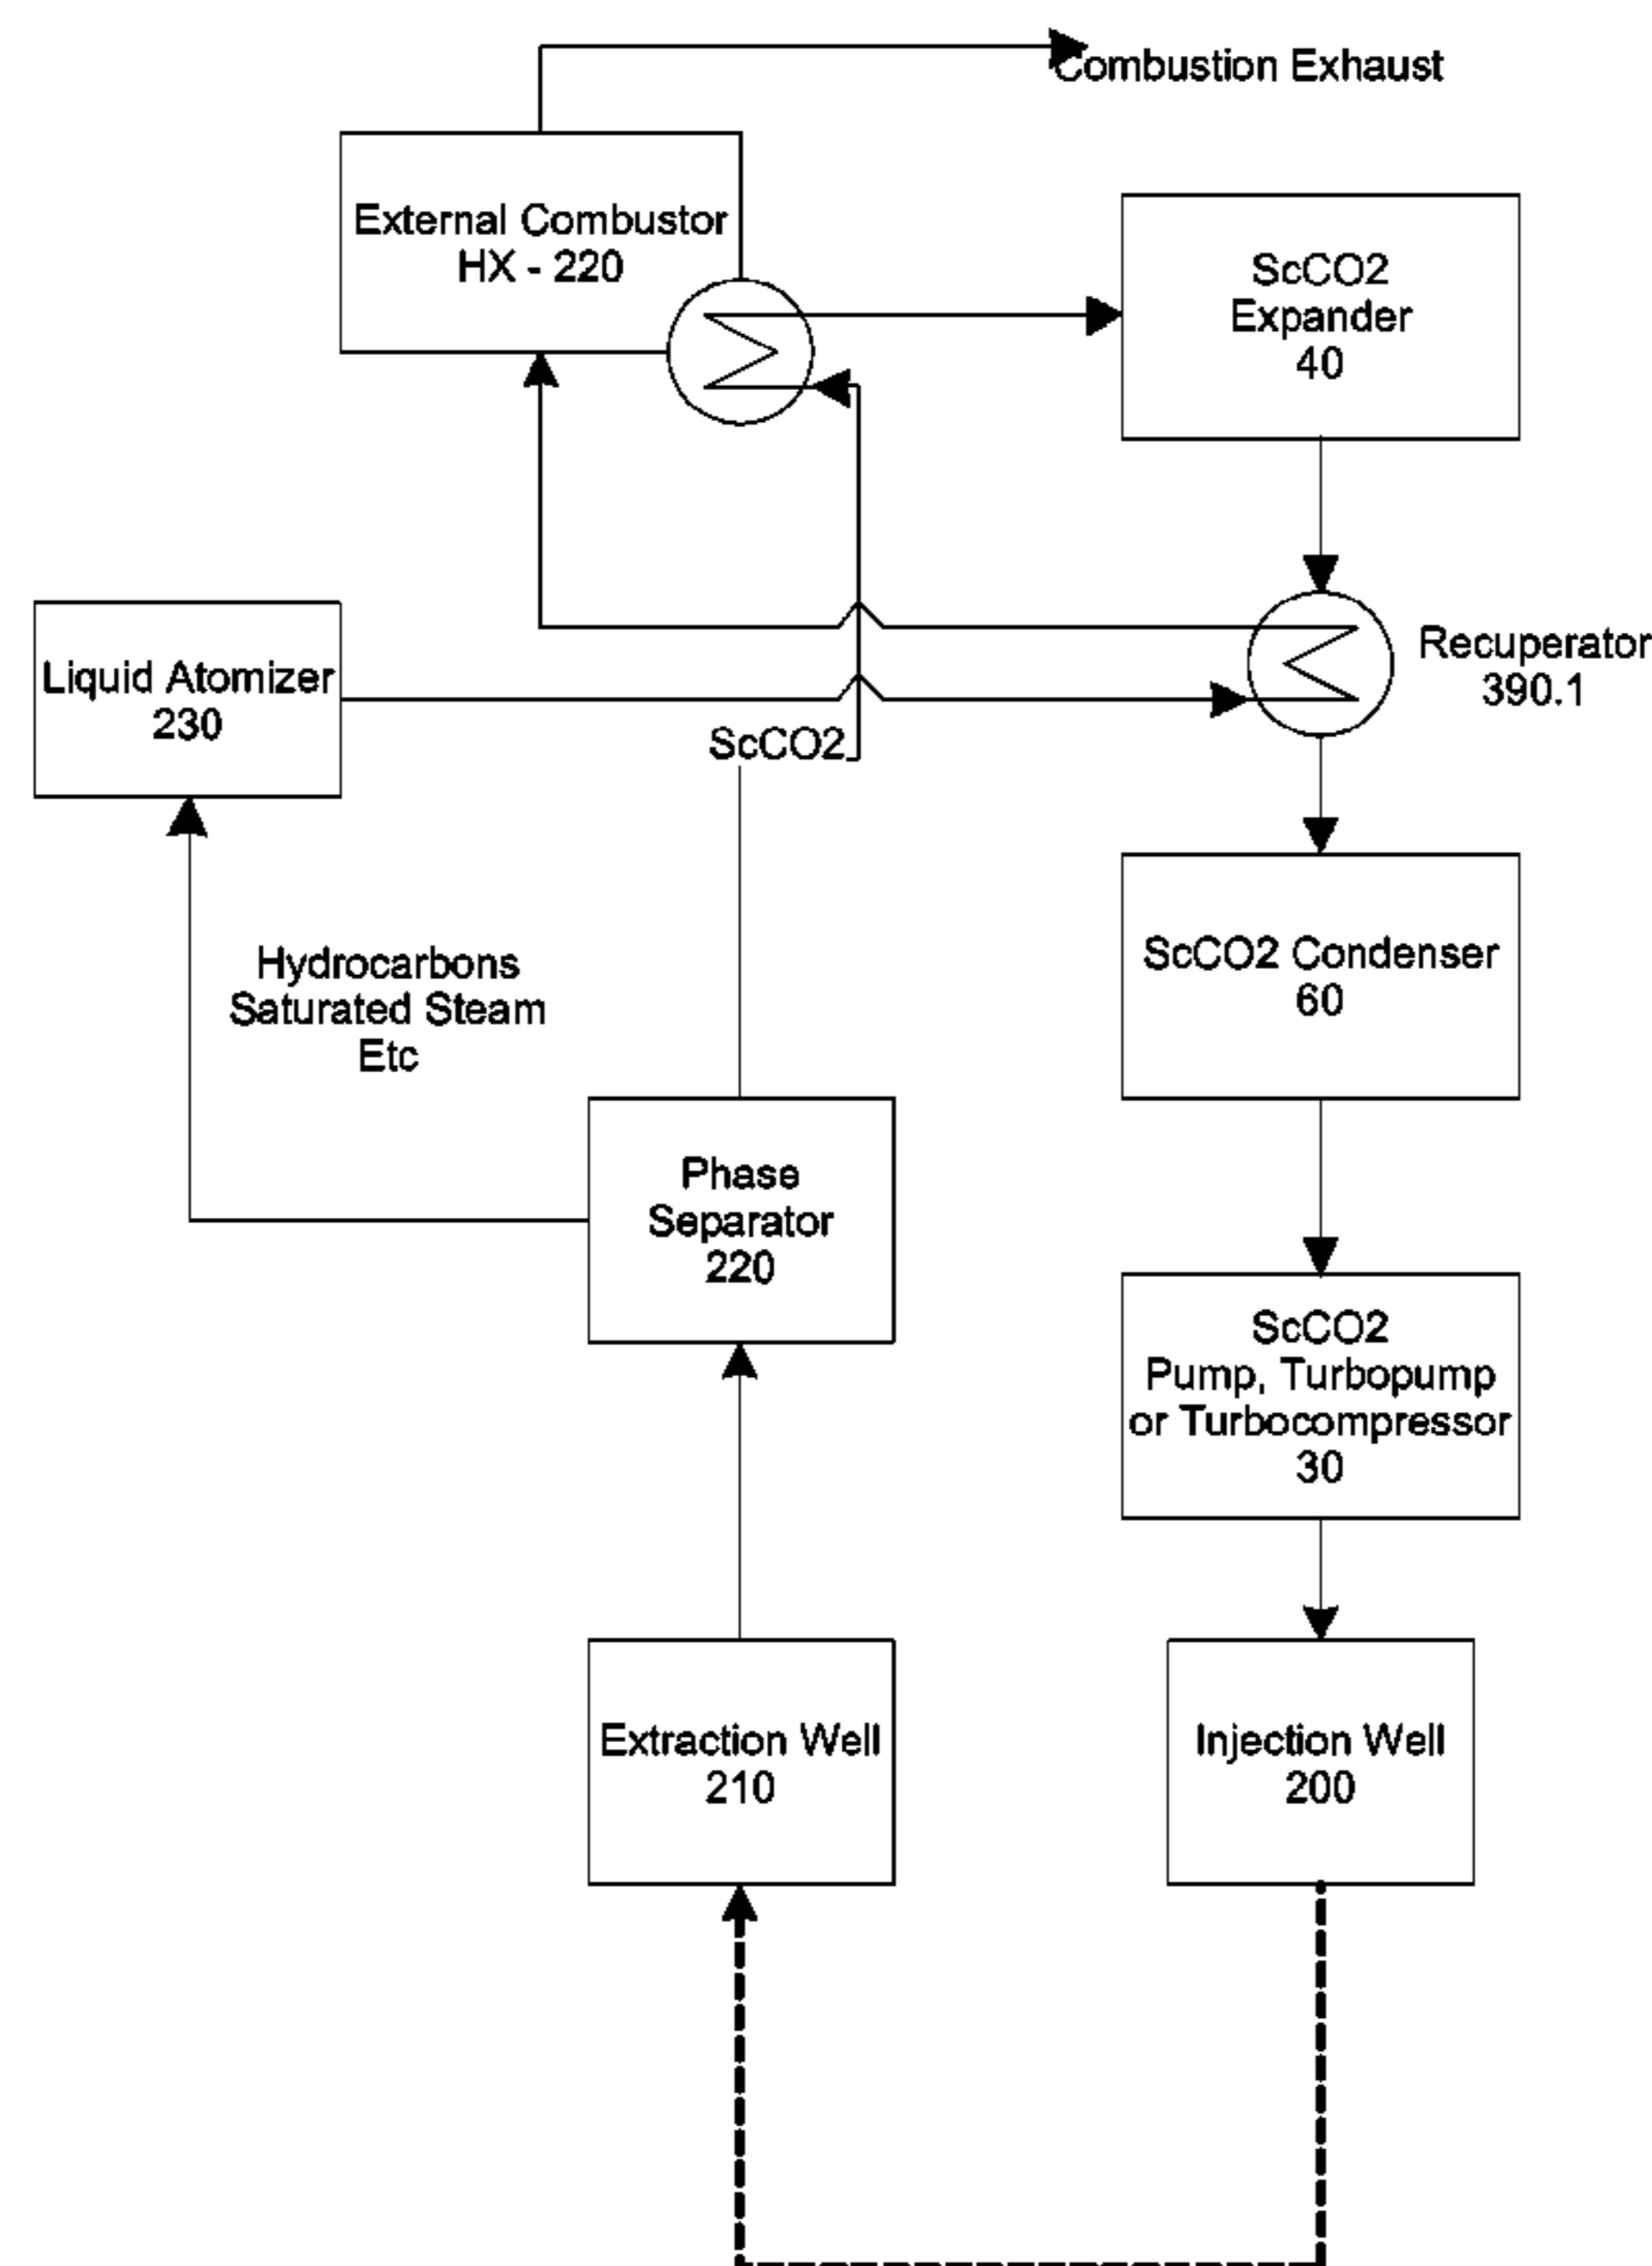 Combustion Exhaust
External Combustor
HX - 220
ScCO2
Expander
40
Liquid Atomizer
230
Recuperator
390.1
ScCO2
Hydrocarbons
Saturated Steam
Etc
ScCO2 Condenser
60
Phase
Separator
220
ScCO2
Pump, Turbopump
or Turbocompressor
30
Extraction Well
210
Injection Well
200